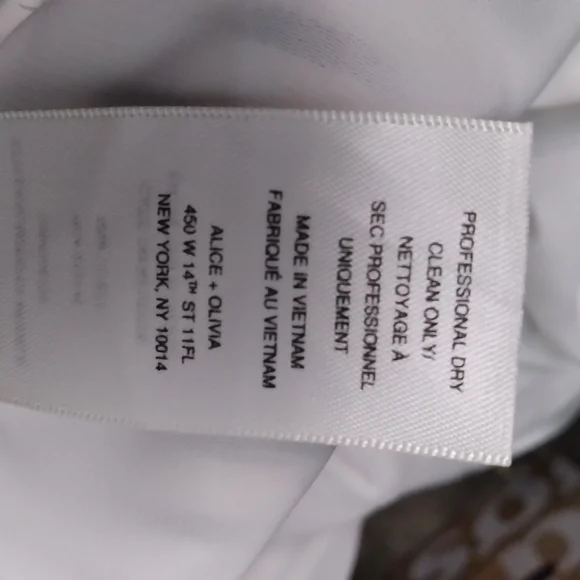 PROFESSIONAL DRY
CLEAN ONLY/
NETTOYAGE À
SEC PROFESSIONNEL
UNIQUEMENT
MADE IN VIETNAM
FABRIQUÉ AU VIETNAM
ALICE + OLIVIA
450 W 14TH ST 11FL
NEW YORK, NY 10014